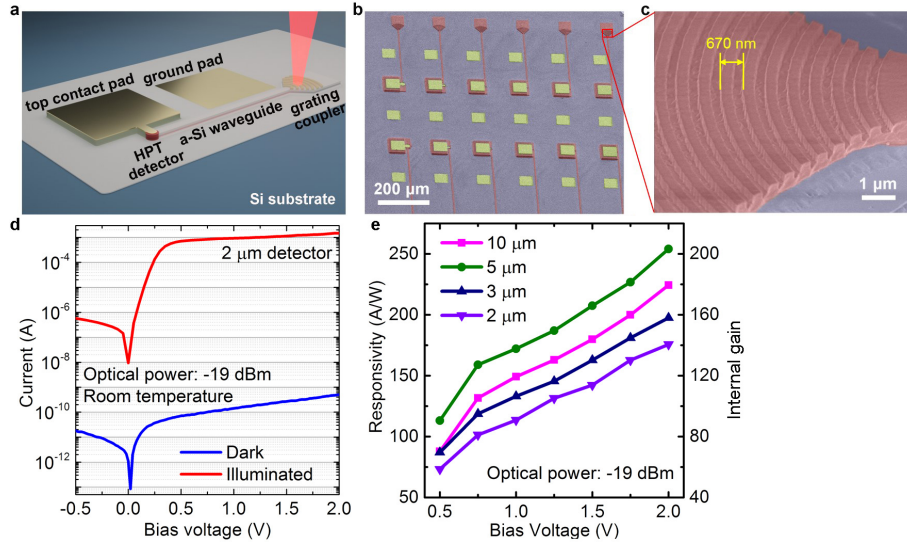 a
top contact pad
ground pad
HPT
detector
a-Si waveguide
grating
coupler
Si substrate
b
200 µm
c
670 nm
1 µm
d
Current (A)
10⁻⁴
10⁻⁶
10⁻⁸
10⁻¹⁰
10⁻¹²
2 µm detector
Optical power: -19 dBm
Room temperature
Dark
Illuminated
-0.5 0.0 0.5 1.0 1.5 2.0
Bias voltage (V)
e
Responsivity (A/W)
250
225
200
175
150
125
100
75
50
10 µm
5 µm
3 µm
2 µm
Optical power: -19 dBm
200
160
120
80
40
Internal gain
0.5 1.0 1.5 2.0
Bias Voltage (V)